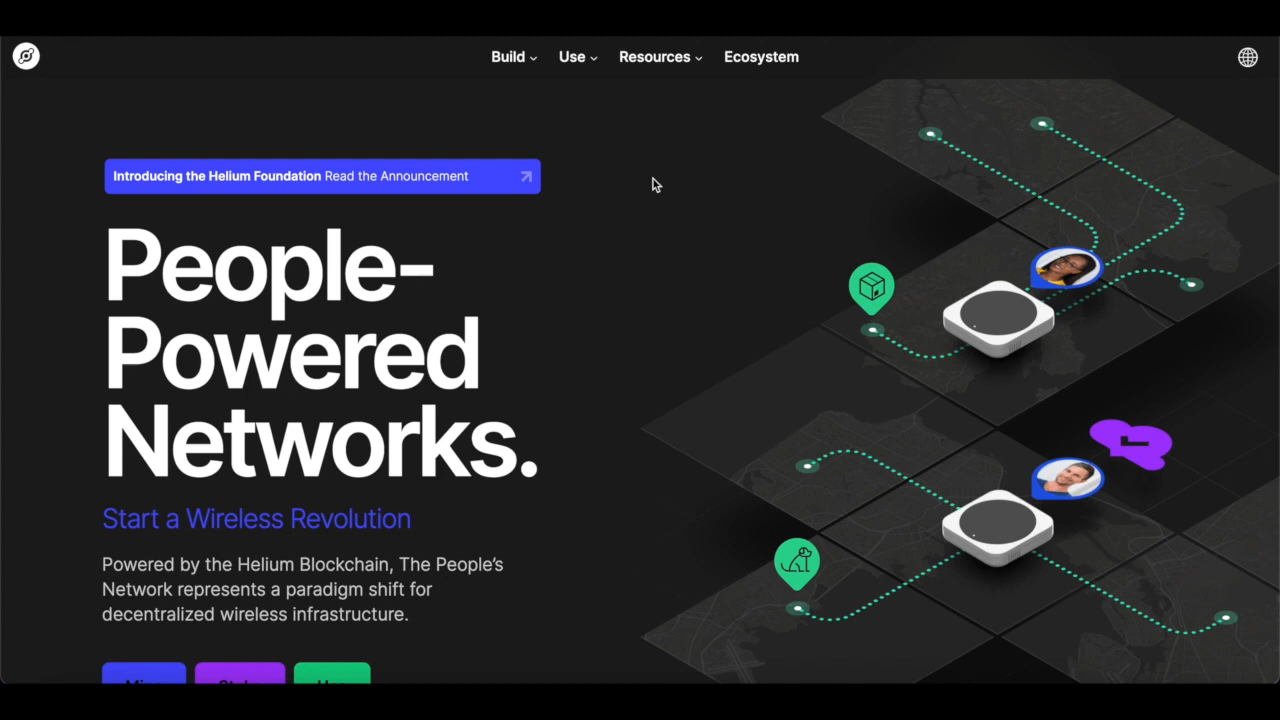 Build Use Resources Ecosystem
Introducing the Helium Foundation Read the Announcement
People-
Powered
Networks.
Start a Wireless Revolution
Powered by the Helium Blockchain, The People's
Network represents a paradigm shift for
decentralized wireless infrastructure.